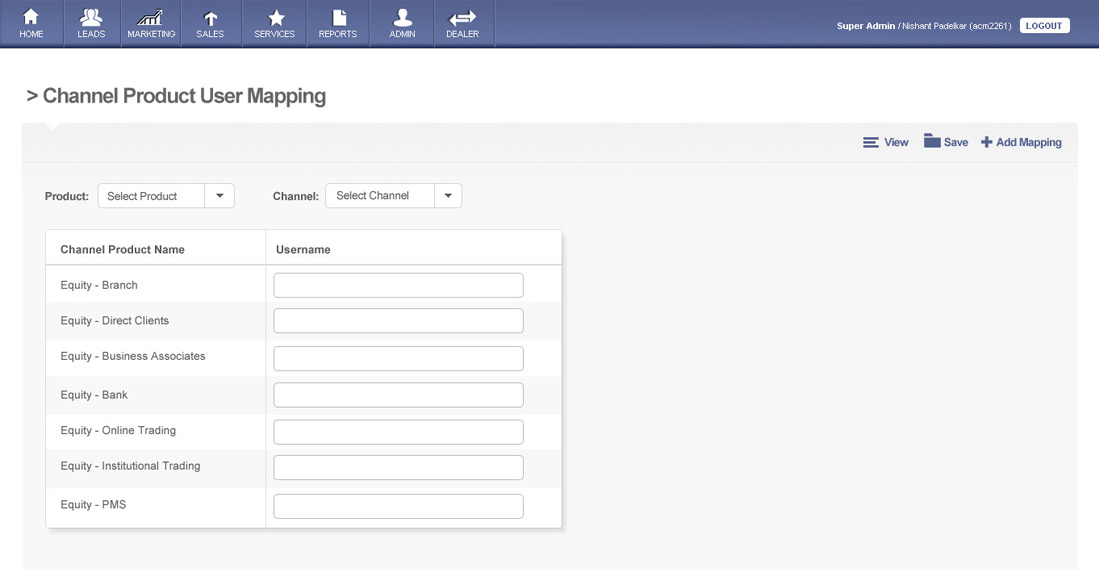 HOME LEADS MARKETING SALES SERVICES REPORTS ADMIN DEALER
Super Admin / Nishant Padelkar (acm2261) LOGOUT
> Channel Product User Mapping
View Save Add Mapping
Product: Select Product Channel: Select Channel
Channel Product Name Username
Equity - Branch
Equity - Direct Clients
Equity - Business Associates
Equity - Bank
Equity - Online Trading
Equity - Institutional Trading
Equity - PMS